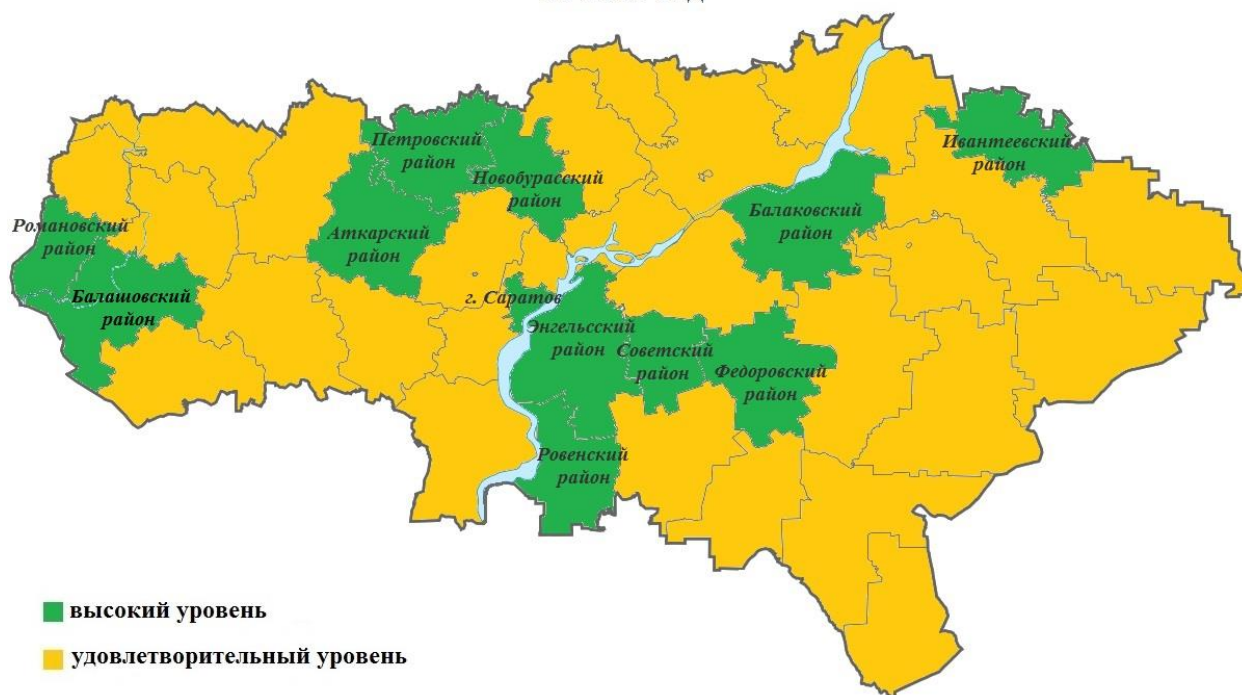 Петровский
район
Новобурасский
район
Ивантеевский
район
Романовский
район
Аткарский
район
Балаковский
район
Балашовский
район
г. Саратов
Энгельсский
район
Советский
район
Федоровский
район
Ровенский
район
высокий уровень
удовлетворительный уровень